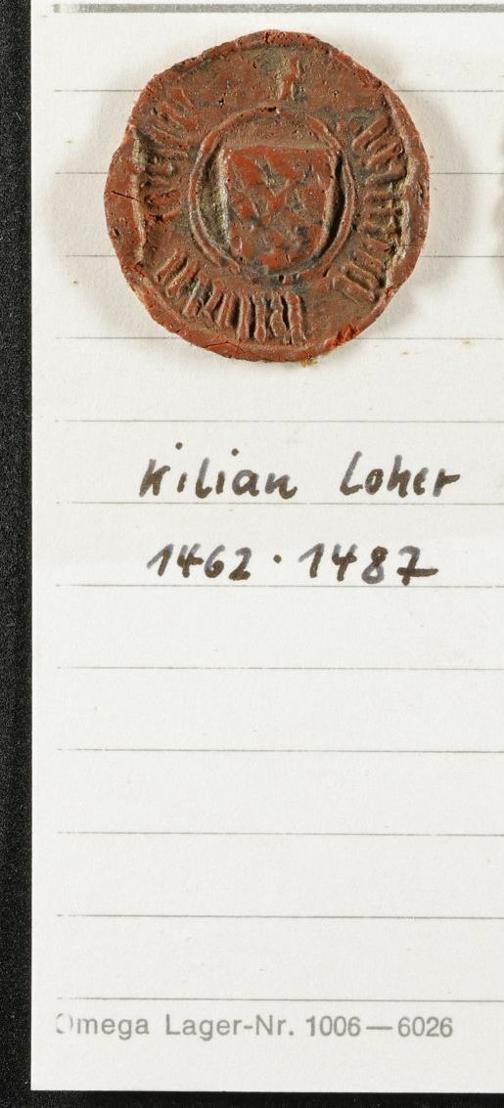 Kilian Loher
1462 · 1487
Omega Lager-Nr. 1006—6026